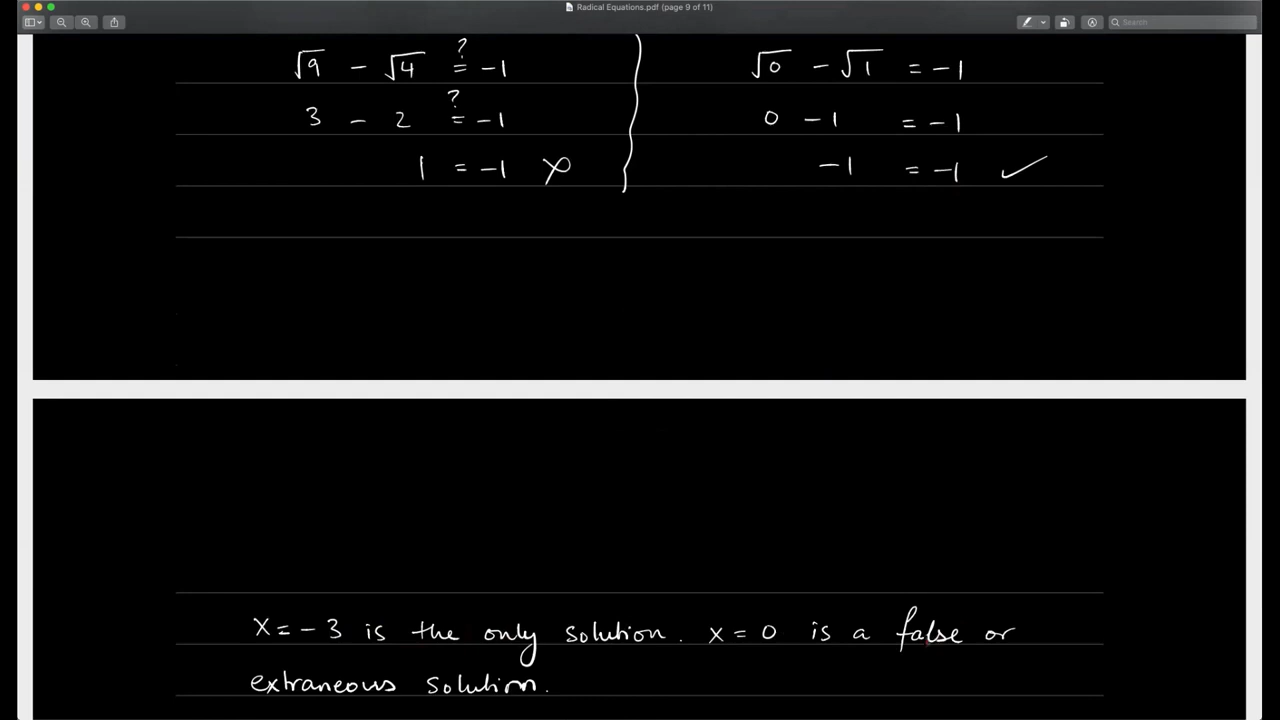 Radical Equations.pdf (page 9 of 11)
Search
√9 - √4 ≟ -1
3 - 2 ≟ -1
1 = -1 ✗
√0 - √1 = -1
0 - 1 = -1
-1 = -1 ✓
x = -3 is the only solution. x = 0 is a false or
extraneous solution.